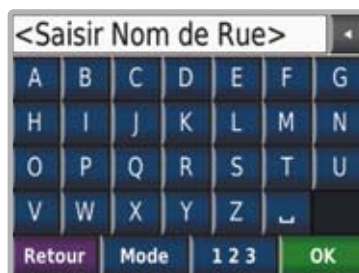 <Saisir Nom de Rue>
A B C D E F G
H I J K L M N
O P Q R S T U
V W X Y Z ␣
Retour Mode 1 2 3 OK